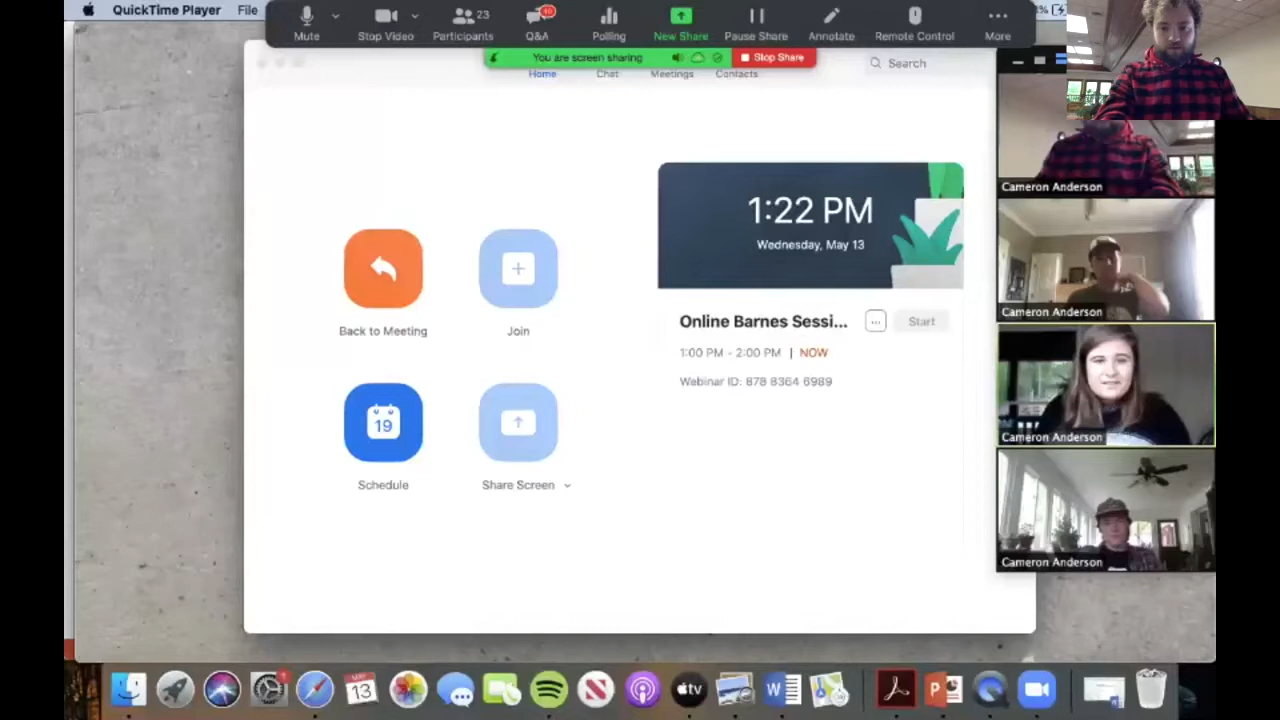 QuickTime Player File
23
Mute Stop Video Participants Q&A Polling New Share Pause Share Annotate Remote Control More
You are screen sharing Stop Share
Search
Home Chat Meetings Contacts
1:22 PM
Wednesday, May 13
Back to Meeting
Join
Online Barnes Sessi... Start
1:00 PM - 2:00 PM | NOW
Webinar ID: 878 8364 6989
19
Schedule
Share Screen
Cameron Anderson
Cameron Anderson
Cameron Anderson
Cameron Anderson
13
tv
W
P